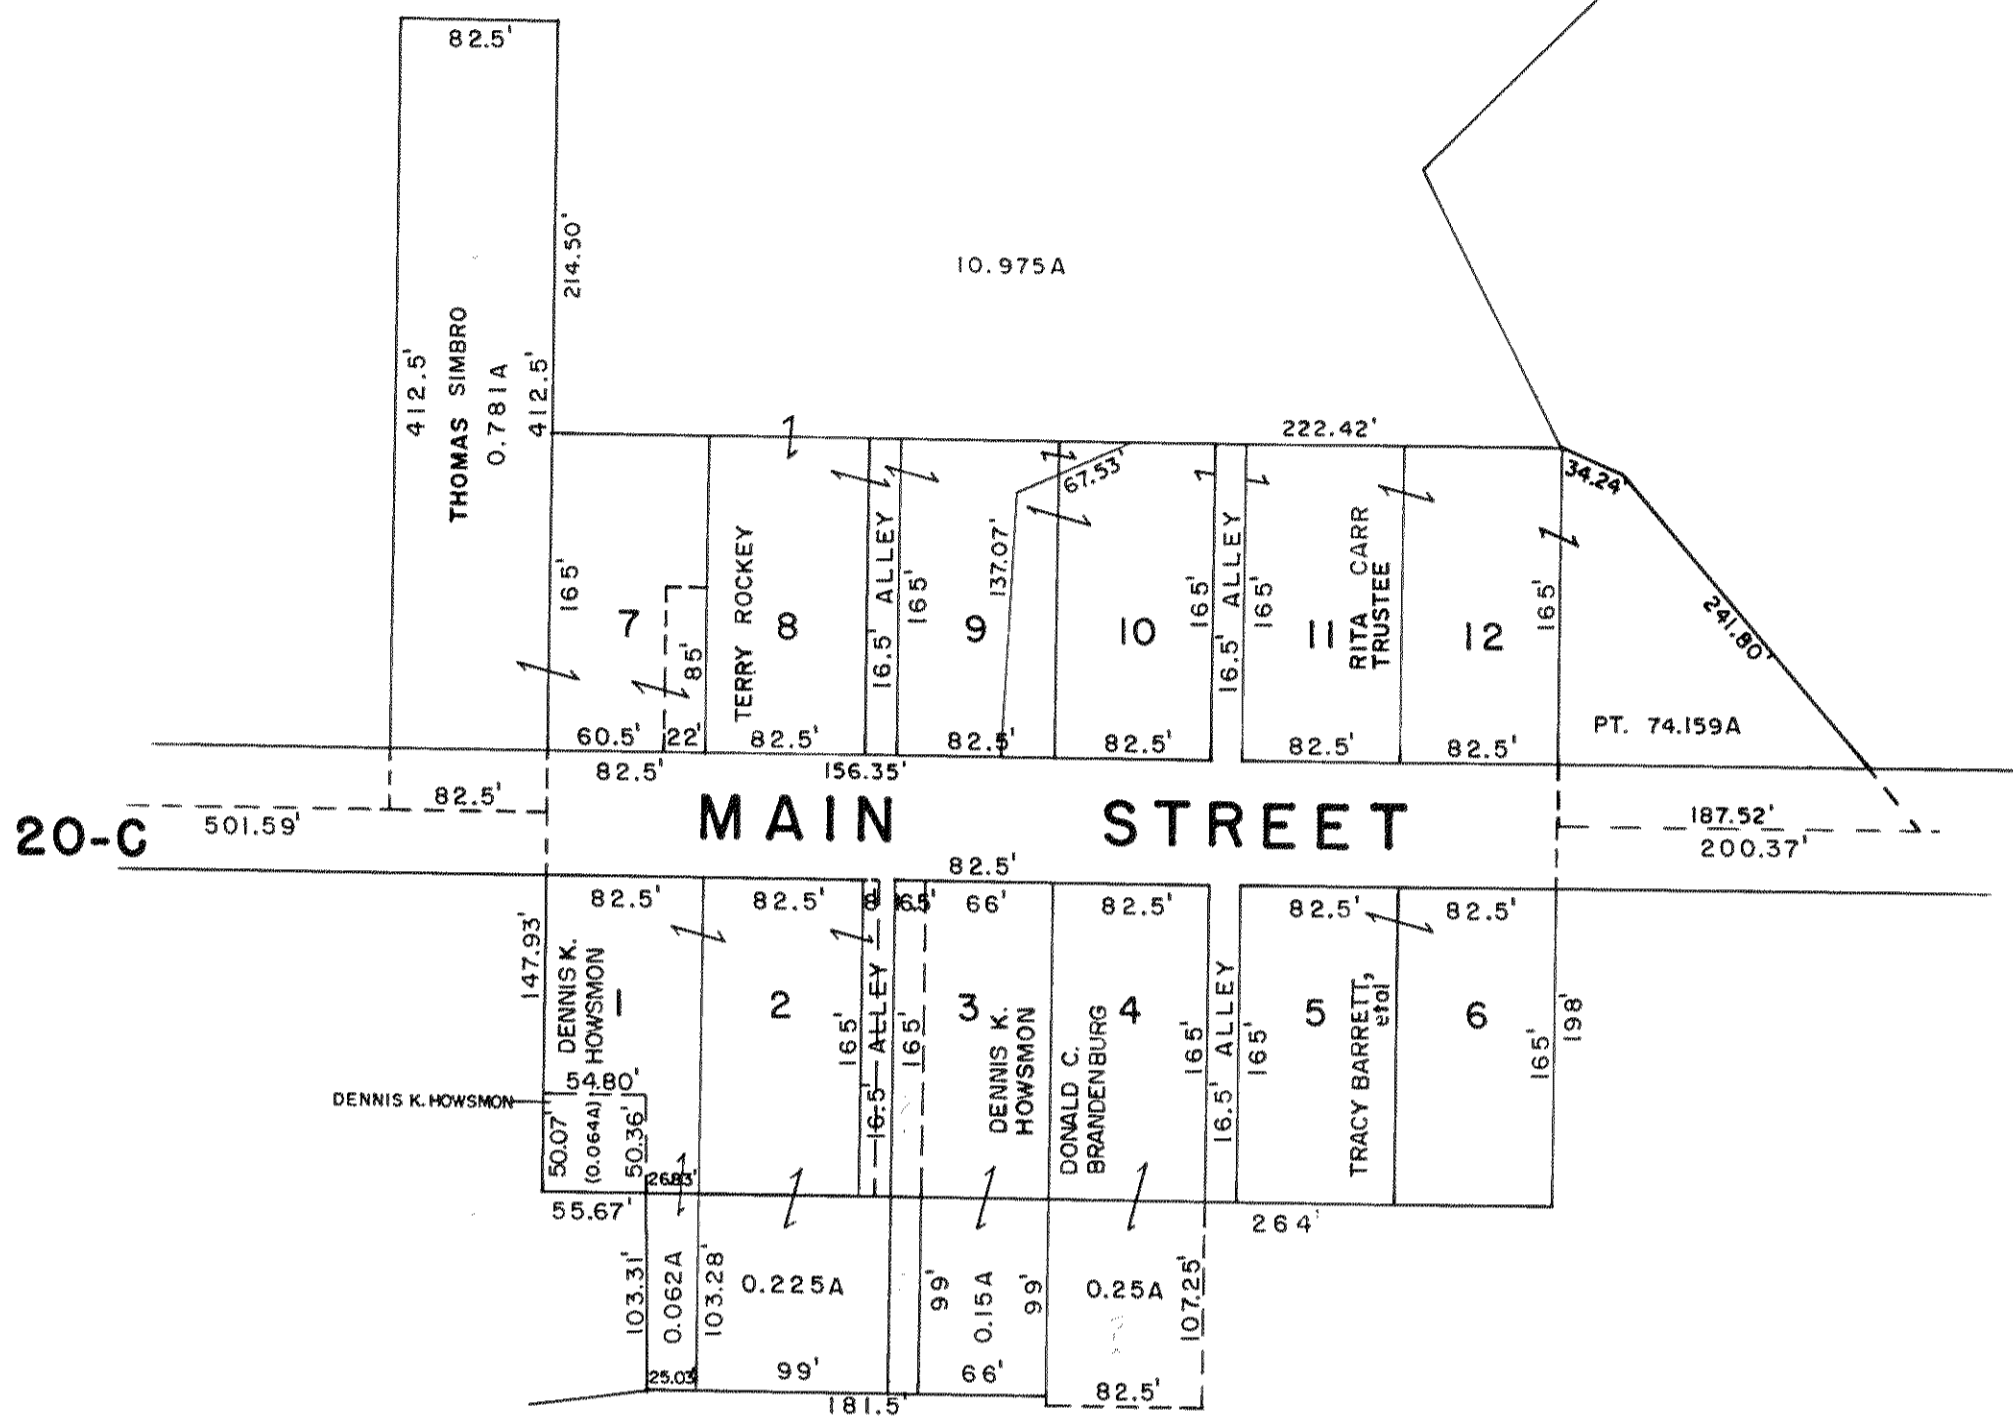 82.5'
412.5'
THOMAS SIMBRO
0.781A
412.5'
214.50'
10.975A
222.42'
165'
7
85'
60.5'
22'
82.5'
TERRY ROCKEY
8
82.5'
16.5' ALLEY
165'
9
137.07'
67.53'
82.5'
156.35'
10
165'
82.5'
16.5' ALLEY
165'
11
RITA CARR
TRUSTEE
82.5'
12
165'
82.5'
34.24'
241.80'
PT. 74.159A
82.5'
501.59'
20-C
MAIN STREET
187.52'
200.37'
82.5'
147.93'
82.5'
DENNIS K.
HOWSMON
1
54.80'
DENNIS K. HOWSMON
50.07'
(0.064A)
50.36'
26.83'
55.67'
82.5'
2
165'
8
16.5' ALLEY
16.5'
165'
66'
3
DENNIS K.
HOWSMON
82.5'
4
DONALD C.
BRANDENBURG
165'
16.5' ALLEY
165'
82.5'
5
TRACY BARRETT,
etal
82.5'
6
165'
198'
264'
103.31'
0.062A
103.28'
25.03'
0.225A
99'
181.5'
99'
0.15A
99'
66'
0.25A
107.25'
82.5'